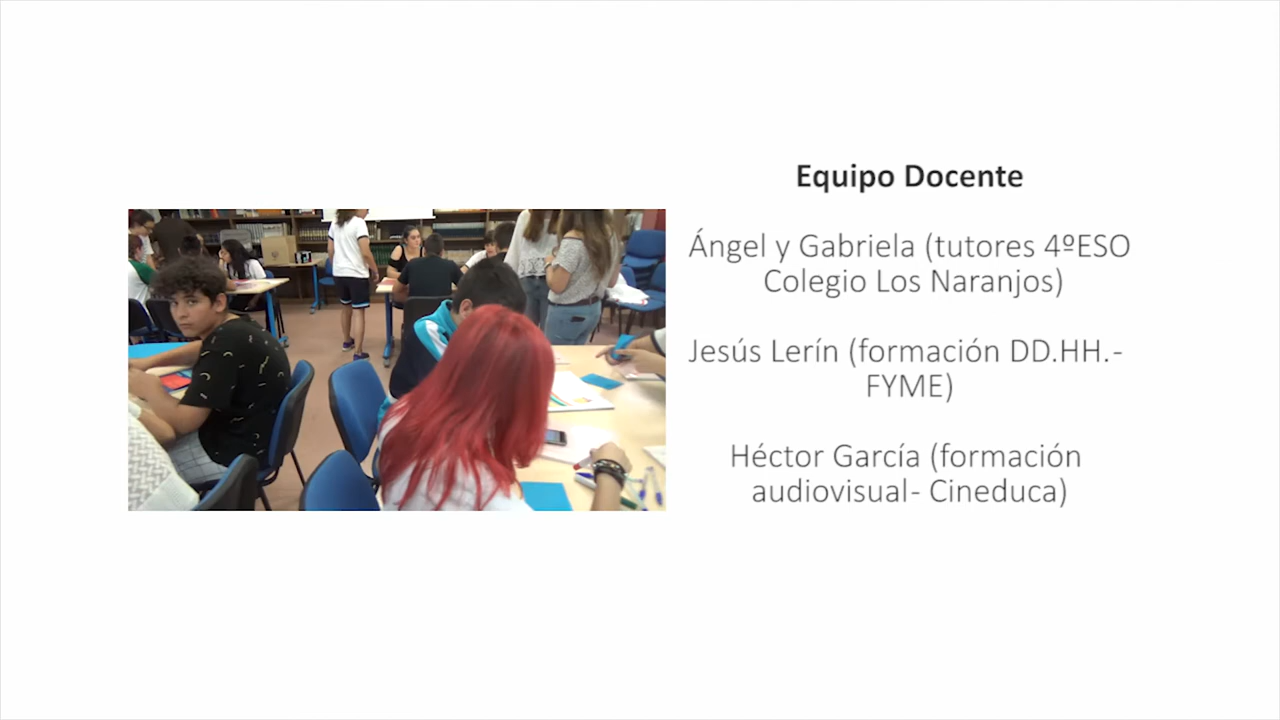 Equipo Docente
Ángel y Gabriela (tutores 4ºESO
Colegio Los Naranjos)
Jesús Lerín (formación DD.HH.-
FYME)
Héctor García (formación
audiovisual- Cineduca)